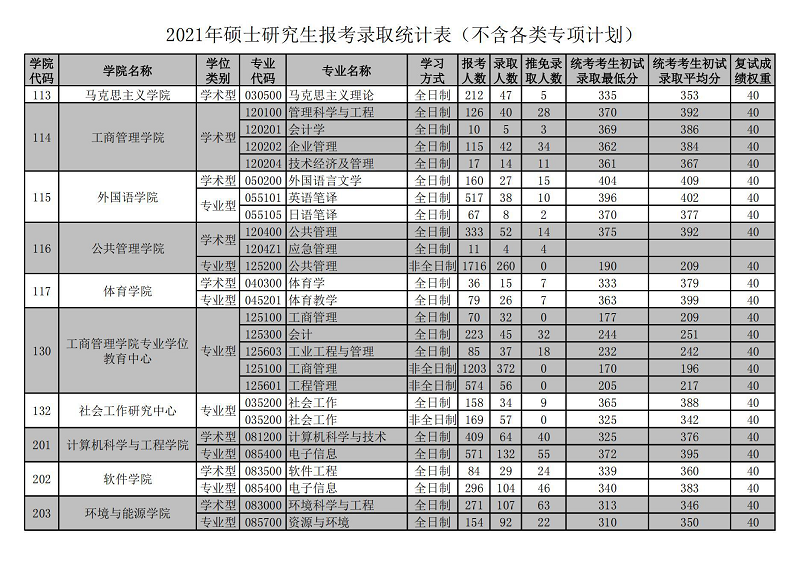 2021年硕士研究生报考录取统计表（不含各类专项计划）
学院代码 学院名称 学位类别 专业代码 专业名称 学习方式 报考人数 录取人数 推免录取人数 统考考生初试录取最低分 统考考生初试录取平均分 复试成绩权重
113 马克思主义学院 学术型 030500 马克思主义理论 全日制 212 47 5 335 353 40
114 工商管理学院 学术型 120100 管理科学与工程 全日制 126 40 28 370 392 40
120201 会计学 全日制 10 5 3 369 386 40
120202 企业管理 全日制 115 42 34 362 384 40
120204 技术经济及管理 全日制 17 14 11 361 367 40
115 外国语学院 学术型 050200 外国语言文学 全日制 160 27 15 404 409 40
专业型 055101 英语笔译 全日制 517 38 10 396 402 40
055105 日语笔译 全日制 67 8 2 370 377 40
116 公共管理学院 学术型 120400 公共管理 全日制 333 52 14 375 392 40
1204Z1 应急管理 全日制 11 4 4
专业型 125200 公共管理 非全日制 1716 260 0 190 209 40
117 体育学院 学术型 040300 体育学 全日制 36 15 7 333 379 40
专业型 045201 体育教学 全日制 79 26 7 363 399 40
130 工商管理学院专业学位教育中心 专业型 125100 工商管理 全日制 70 32 0 177 209 40
125300 会计 全日制 223 45 32 244 251 40
125603 工业工程与管理 全日制 85 37 18 232 242 40
125100 工商管理 非全日制 1203 372 0 170 196 40
125601 工程管理 非全日制 574 56 0 205 217 40
132 社会工作研究中心 专业型 035200 社会工作 全日制 158 34 9 365 388 40
035200 社会工作 非全日制 169 57 0 325 342 40
201 计算机科学与工程学院 学术型 081200 计算机科学与技术 全日制 409 64 40 325 376 40
专业型 085400 电子信息 全日制 571 132 55 372 395 40
202 软件学院 学术型 083500 软件工程 全日制 84 29 24 339 360 40
专业型 085400 电子信息 全日制 296 104 46 340 383 40
203 环境与能源学院 学术型 083000 环境科学与工程 全日制 271 107 63 313 346 40
专业型 085700 资源与环境 全日制 154 92 22 310 350 40